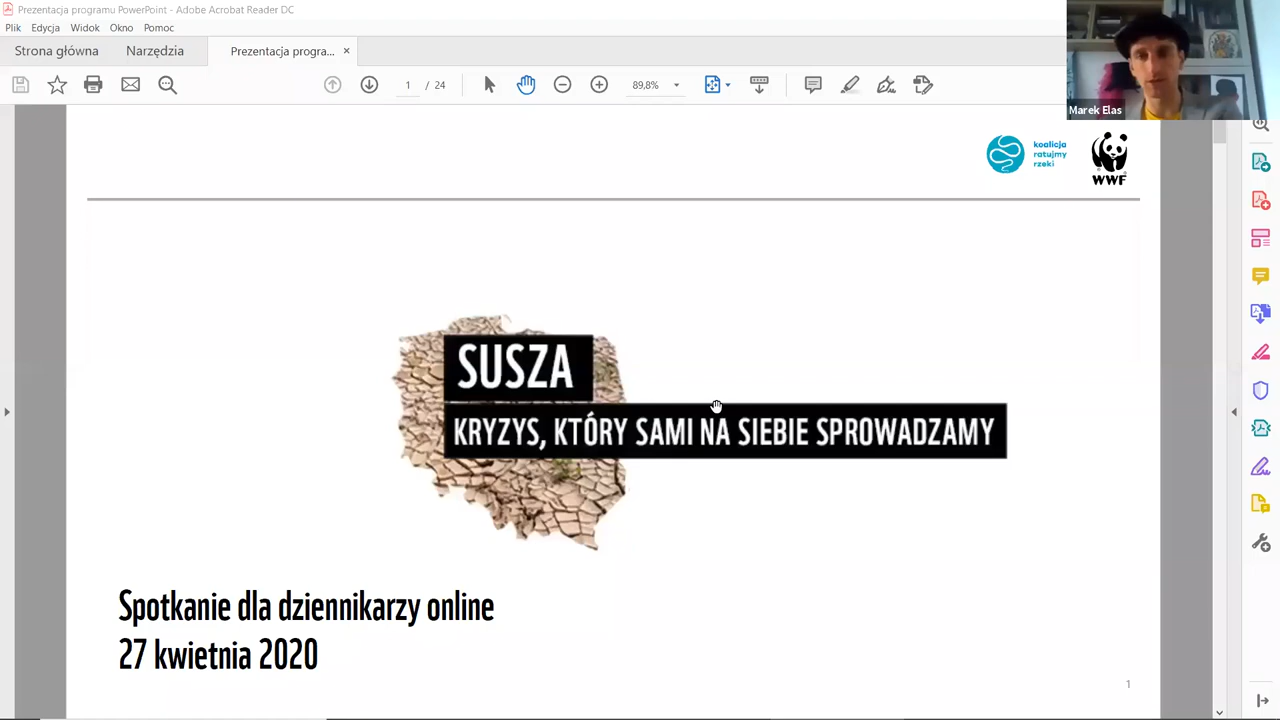 Prezentacja programu PowerPoint - Adobe Acrobat Reader DC
Plik Edycja Widok Okno Pomoc
Strona główna Narzędzia Prezentacja progra... ×
1 / 24 89,8%
Marek Elas
koalicja
ratujmy
rzeki
WWF
SUSZA
KRYZYS, KTÓRY SAMI NA SIEBIE SPROWADZAMY
Spotkanie dla dziennikarzy online
27 kwietnia 2020
1